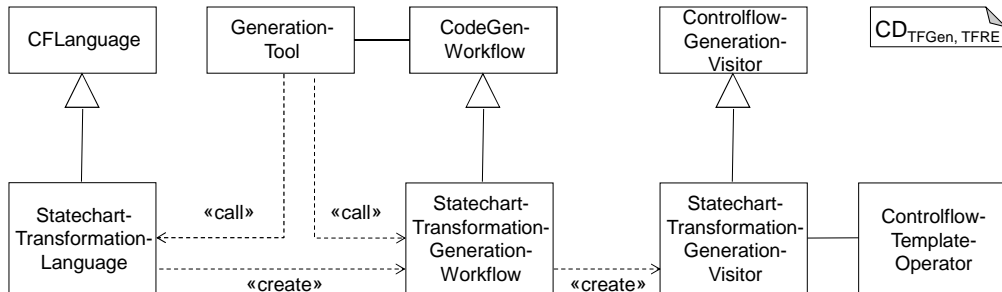 CFLanguage
Generation-
Tool
CodeGen-
Workflow
Controlflow-
Generation-
Visitor
CDTFGen, TFRE
«call»
«call»
Statechart-
Transformation-
Language
Statechart-
Transformation-
Generation-
Workflow
Statechart-
Transformation-
Generation-
Visitor
Controlflow-
Template-
Operator
«create»
«create»